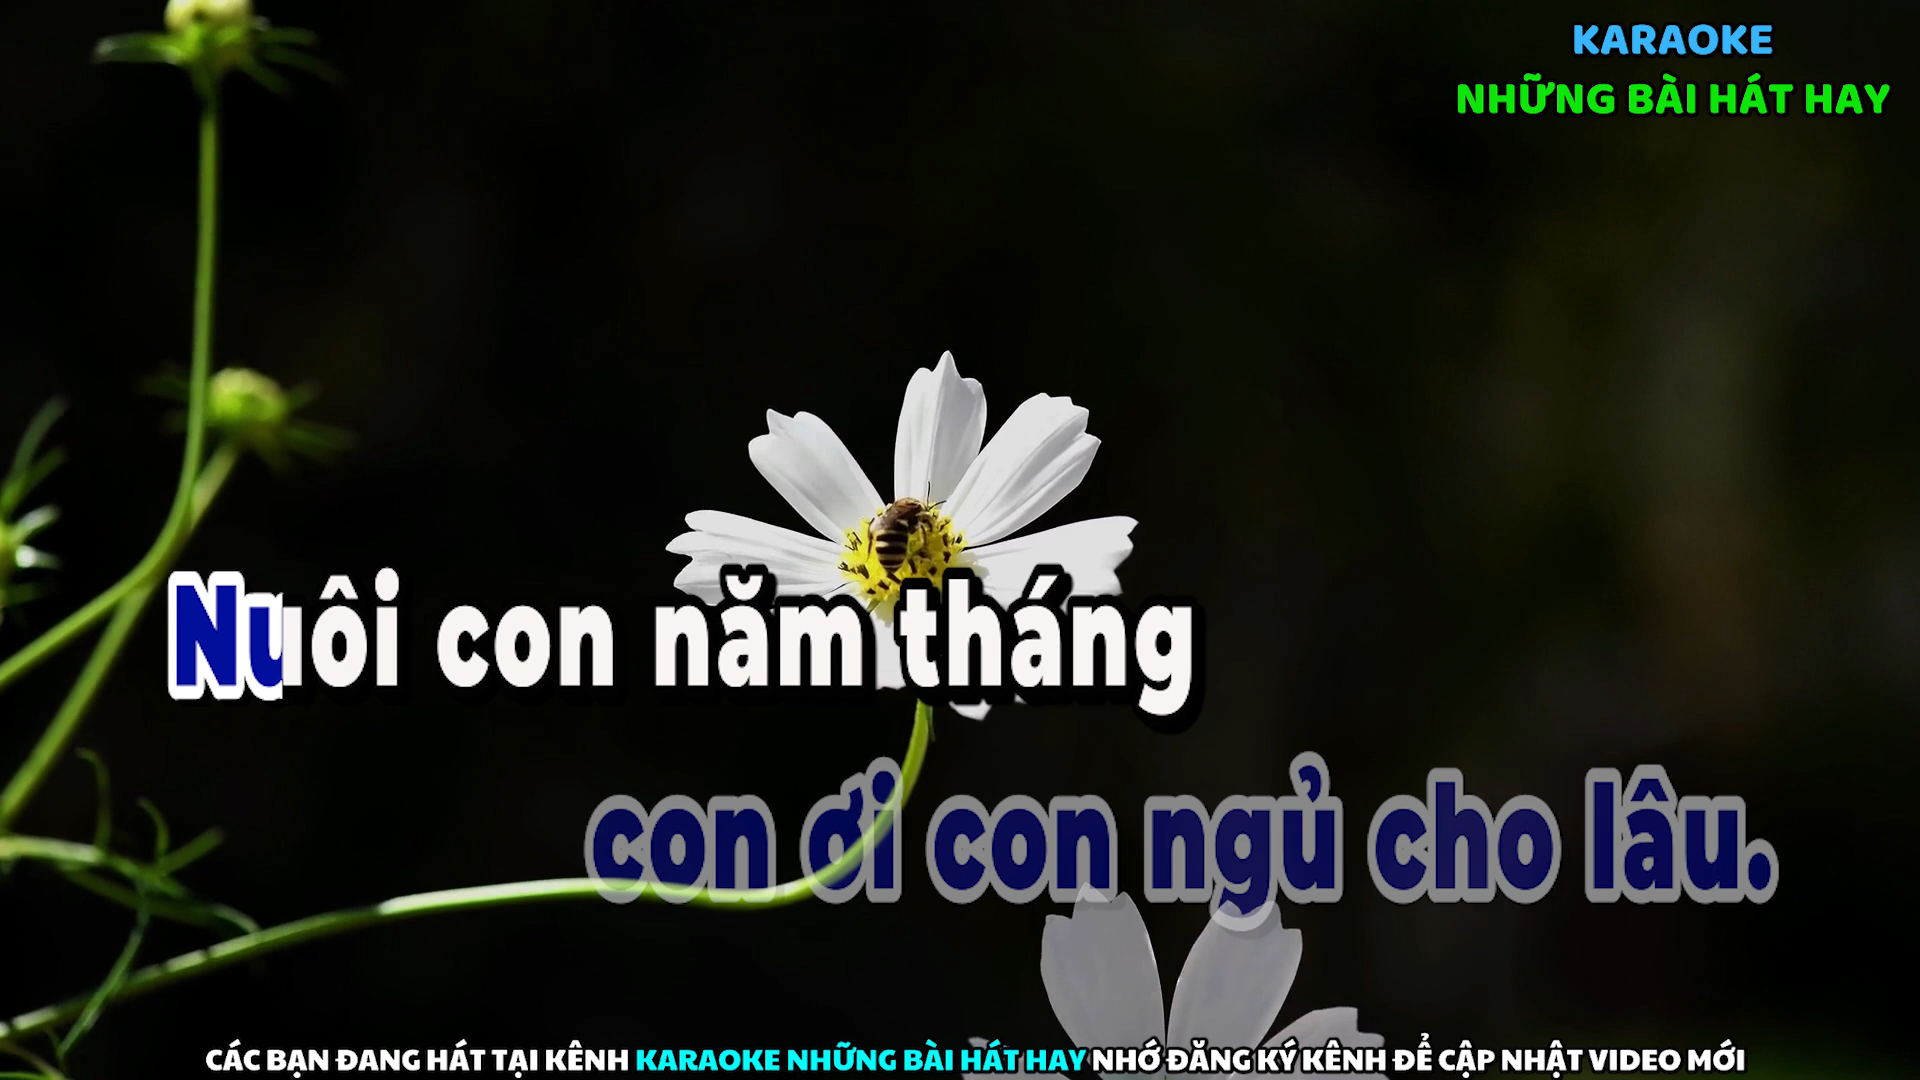 KARAOKE
NHỮNG BÀI HÁT HAY
Nuôi con năm tháng
con ơi con ngủ cho lâu.
CÁC BẠN ĐANG HÁT TẠI KÊNH KARAOKE NHỮNG BÀI HÁT HAY NHỚ ĐĂNG KÝ KÊNH ĐỂ CẬP NHẬT VIDEO MỚI